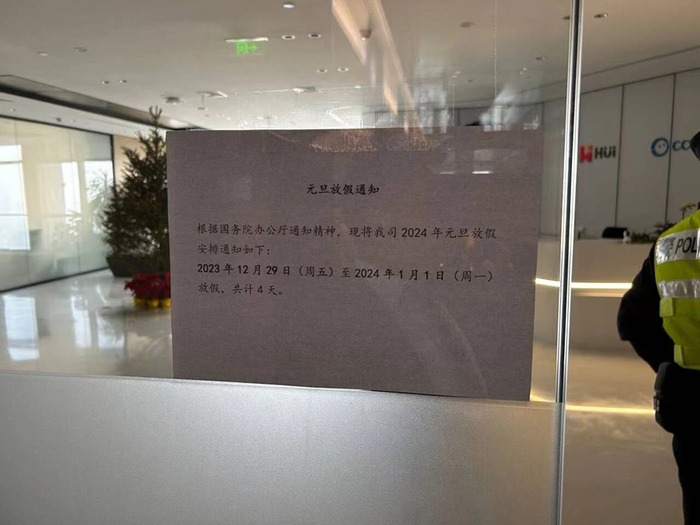 元旦放假通知
根据国务院办公厅通知精神，现将我司 2024 年元旦放假
安排通知如下：
2023 年 12 月 29 日（周五）至 2024 年 1 月 1 日（周一）
放假，共计 4 天。
HUI
CC
POL